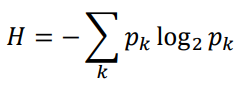 H = − ∑ₖ pₖ log₂ pₖ